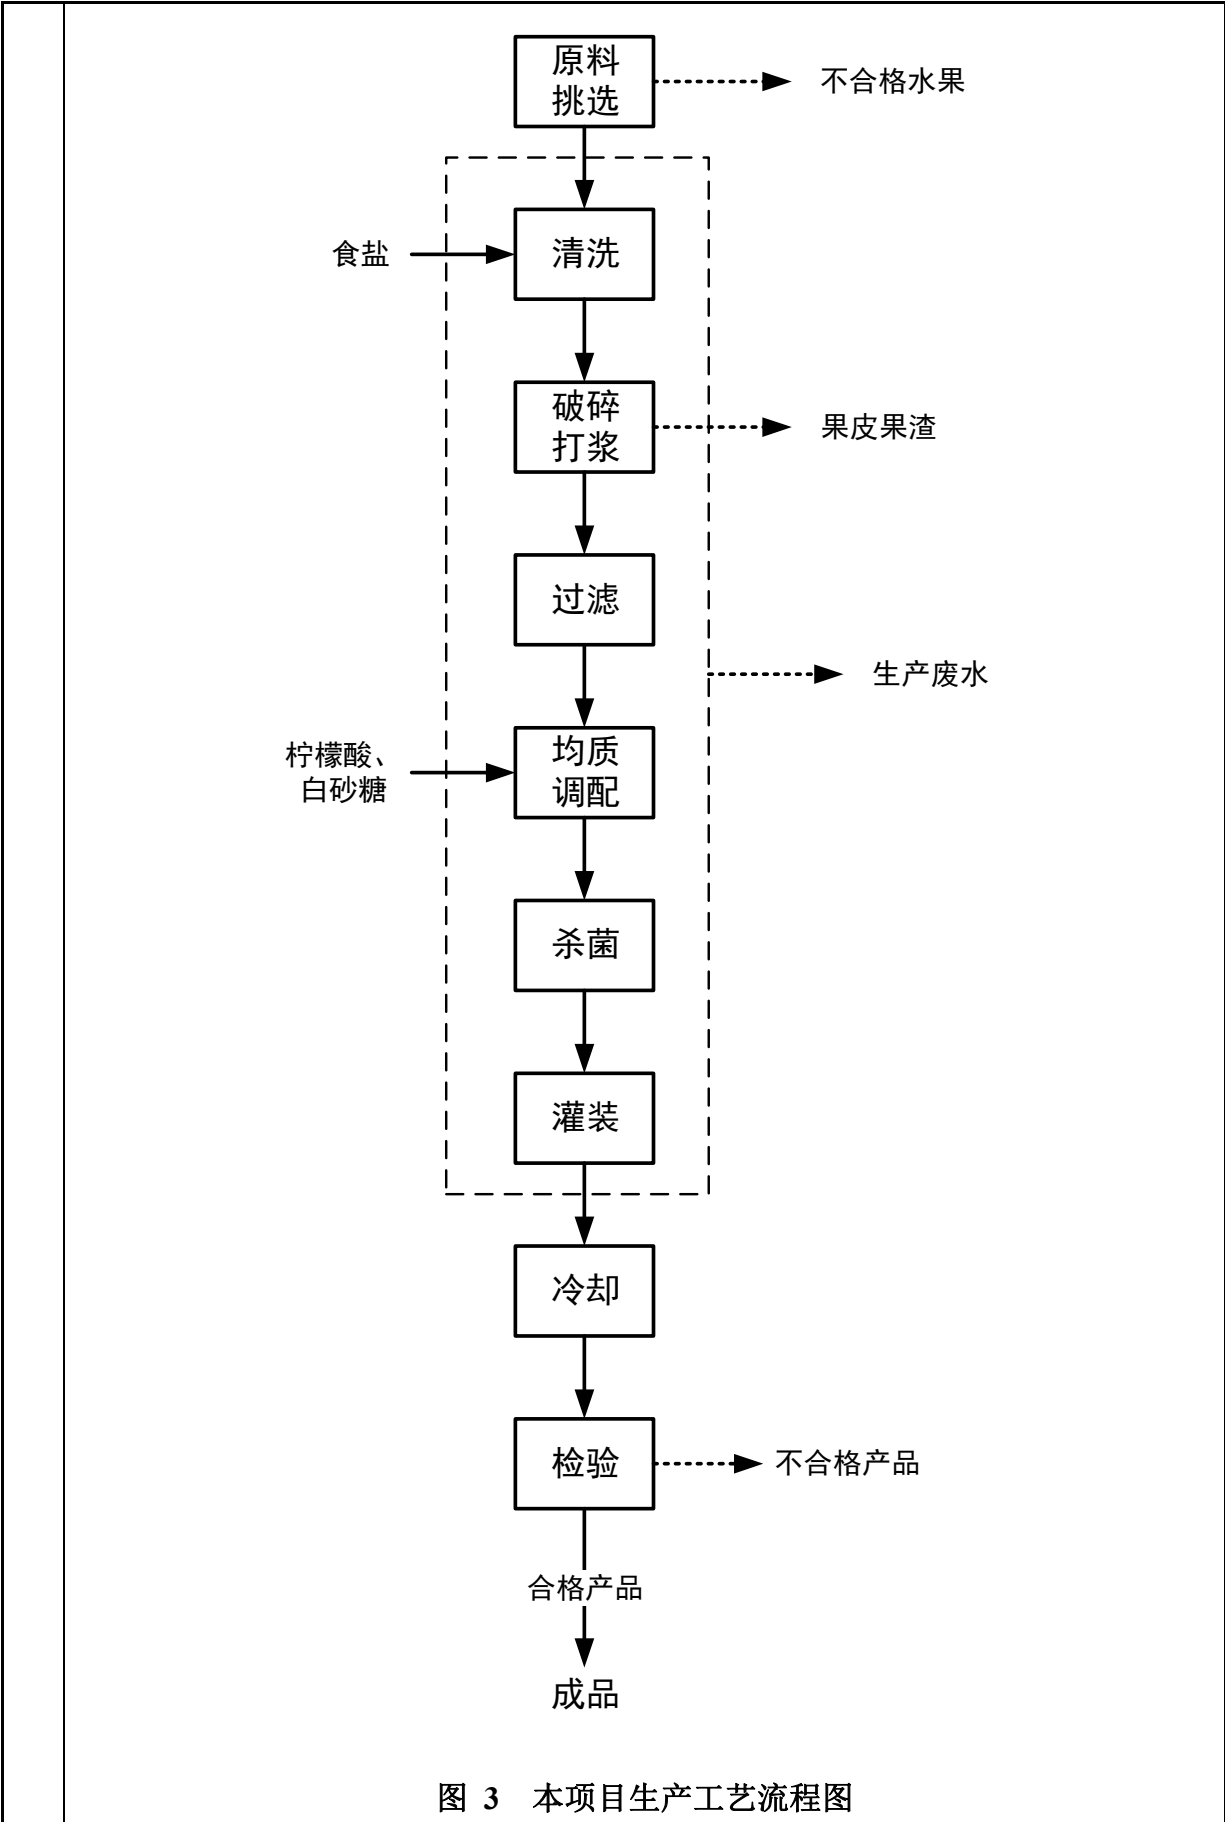 原料
挑选
不合格水果
食盐
清洗
破碎
打浆
果皮果渣
过滤
生产废水
柠檬酸、
白砂糖
均质
调配
杀菌
灌装
冷却
检验
不合格产品
合格产品
成品
图 3 本项目生产工艺流程图